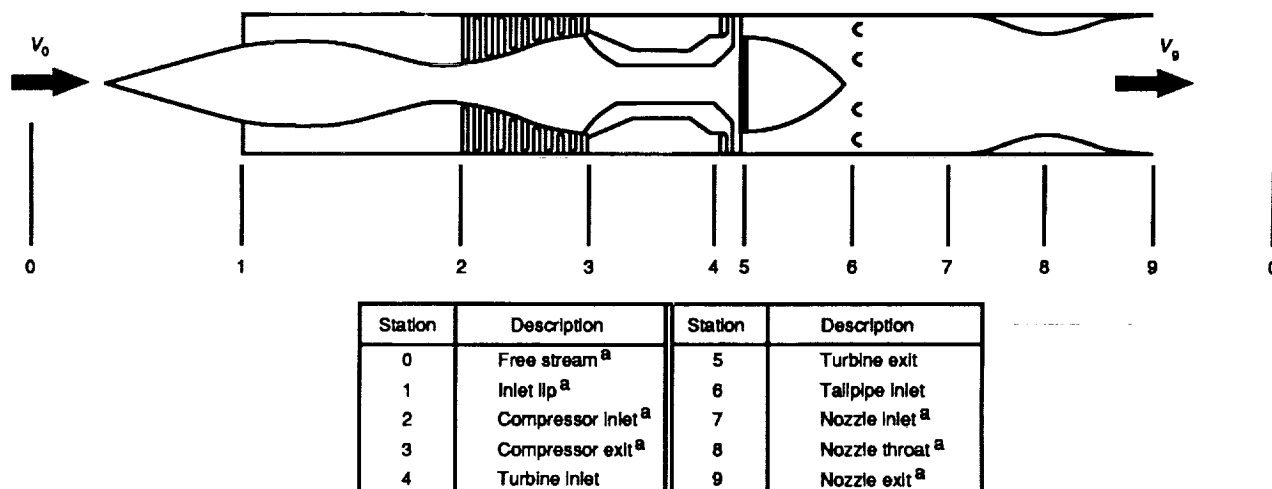 V0 V9
0 1 2 3 4 5 6 7 8 9
Station Description Station Description
0 Free stream a 5 Turbine exit
1 Inlet lip a 6 Tailpipe inlet
2 Compressor inlet a 7 Nozzle inlet a
3 Compressor exit a 8 Nozzle throat a
4 Turbine inlet 9 Nozzle exit a